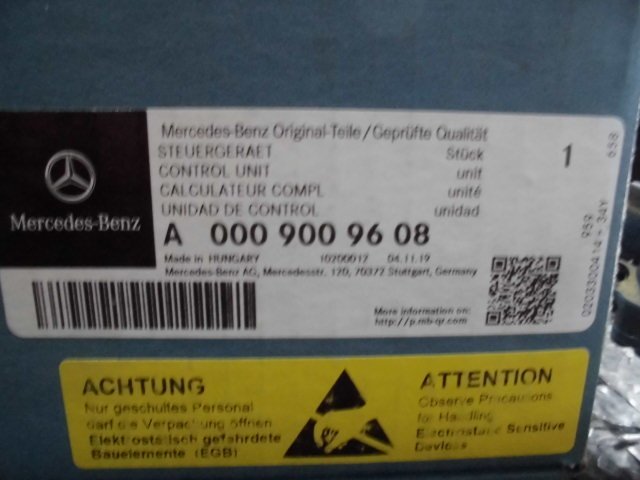 Mercedes-Benz
Mercedes-Benz Original-Teile/Geprüfte Qualität
STEUERGERAET Stück 1
CONTROL UNIT unit
CALCULATEUR COMPL unité
UNIDAD DE CONTROL unidad
A 000 900 96 08
Made in HUNGARY 10200017 04.11.19
Mercedes-Benz AG, Mercedesstr. 120, 70372 Stuttgart, Germany
More information on:
http://p.mb-qr.com
658
959
ACHTUNG
Nur geschultes Personal
darf die Verpackung öffnen
Elektrostatisch gefährdete
Bauelemente (EGB)
ATTENTION
Observe Precautions
for Handling
Electrostatic Sensitive
Devices